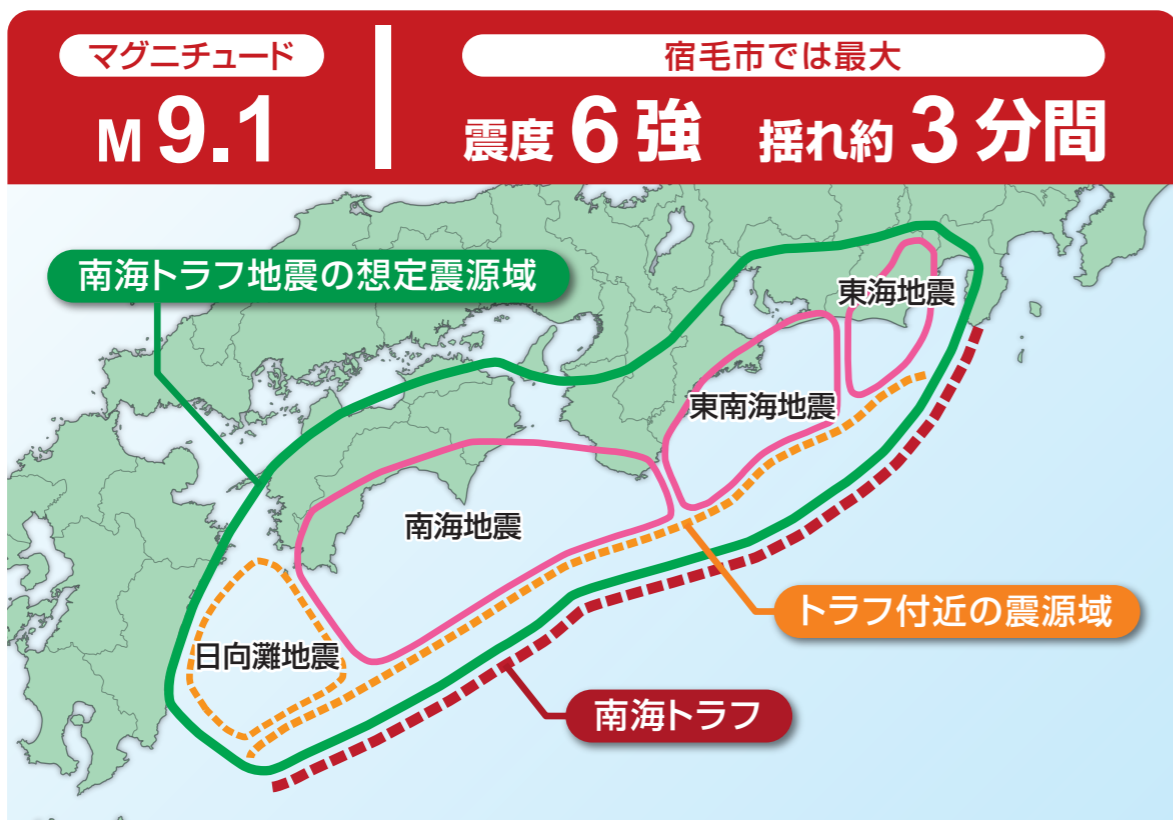 マグニチュード
M 9.1
宿毛市では最大
震度 6 強 揺れ約 3 分間
南海トラフ地震の想定震源域
東海地震
東南海地震
南海地震
トラフ付近の震源域
日向灘地震
南海トラフ